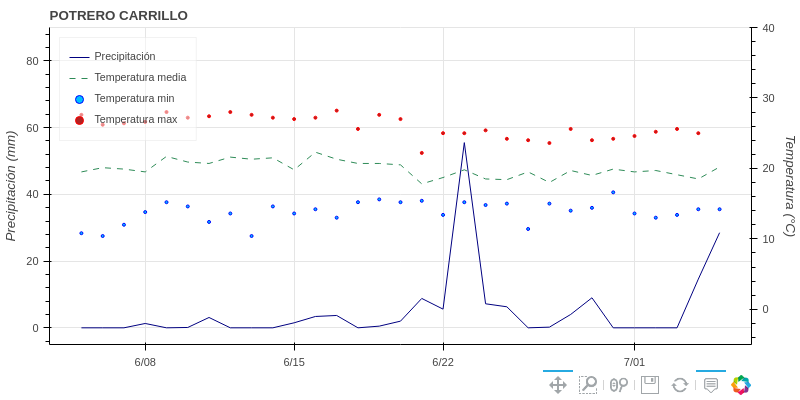 POTRERO CARRILLO
Precipitación
Temperatura media
Temperatura min
Temperatura max
Precipitación (mm)
80
60
40
20
0
Temperatura (°C)
40
30
20
10
0
6/08
6/15
6/22
7/01